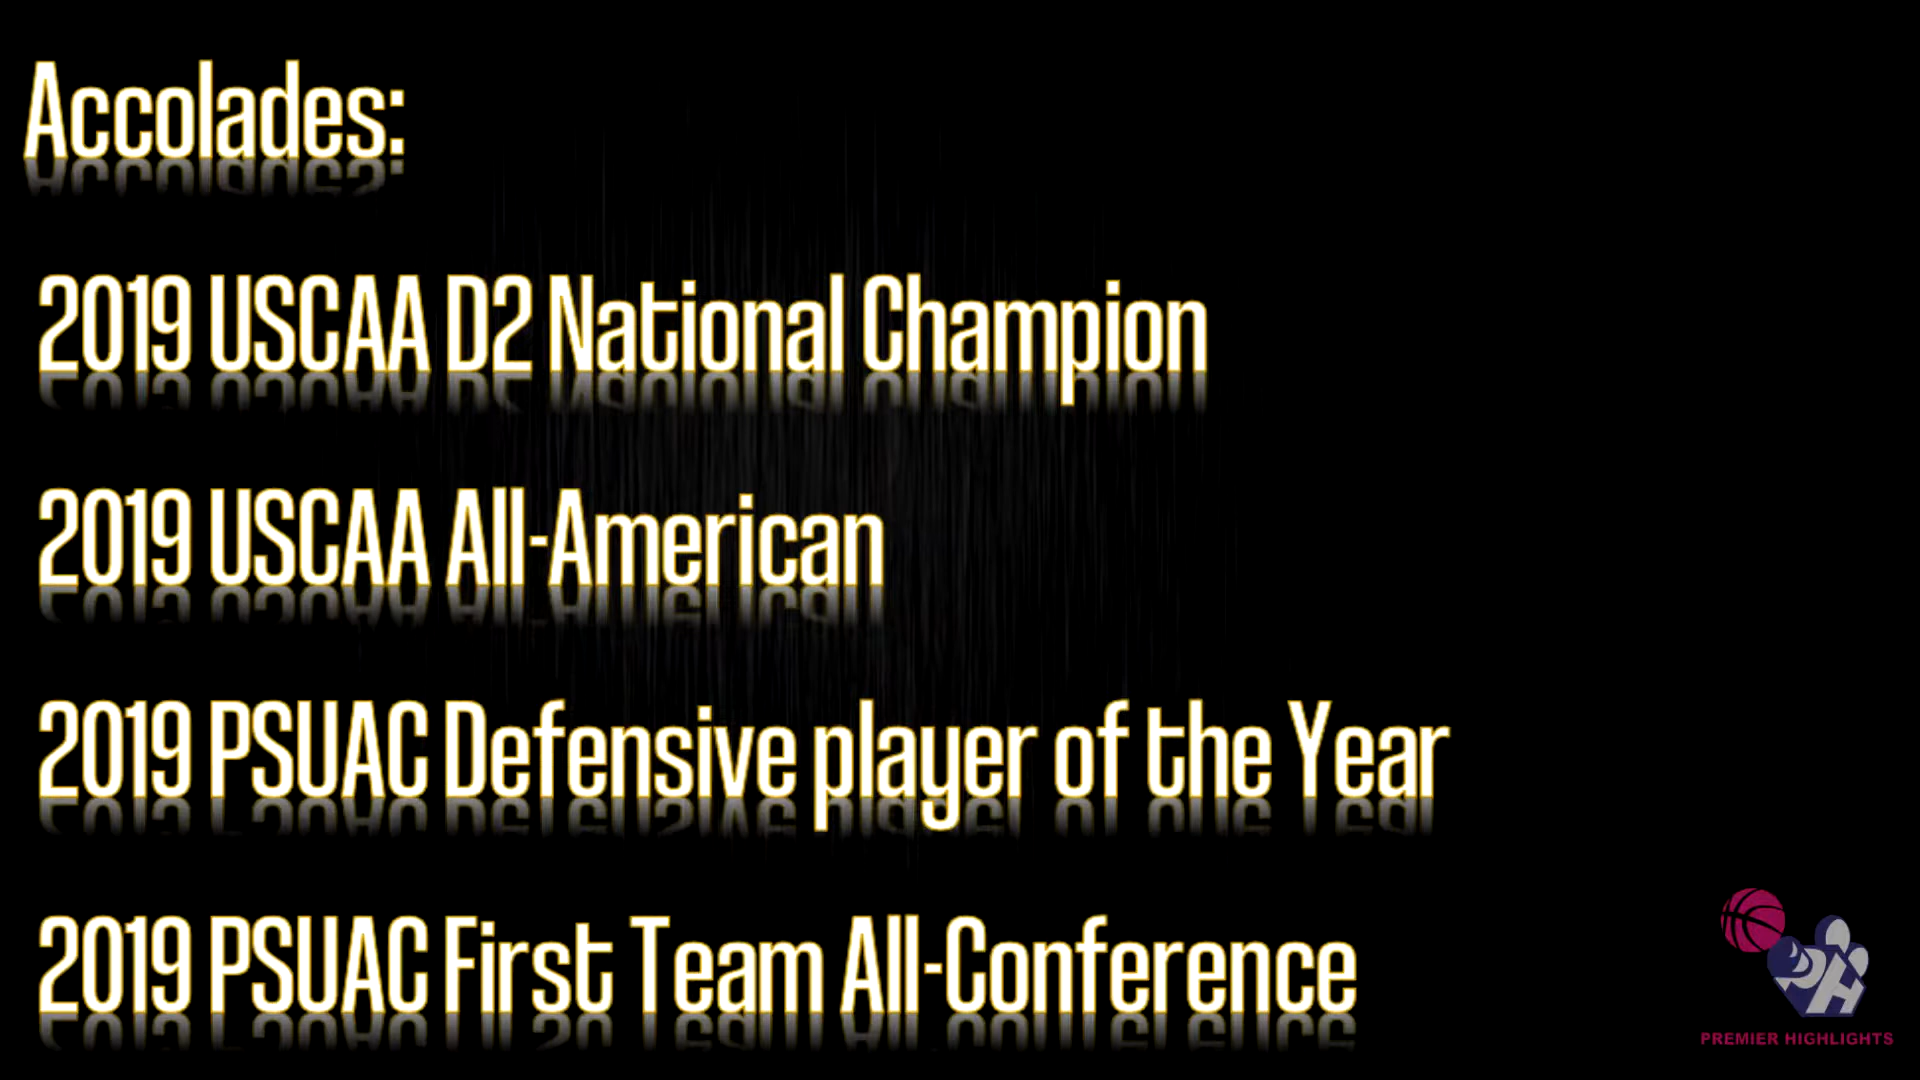 Accolades:
2019 USCAA D2 National Champion
2019 USCAA All-American
2019 PSUAC Defensive player of the Year
2019 PSUAC First Team All-Conference
PH
PREMIER HIGHLIGHTS